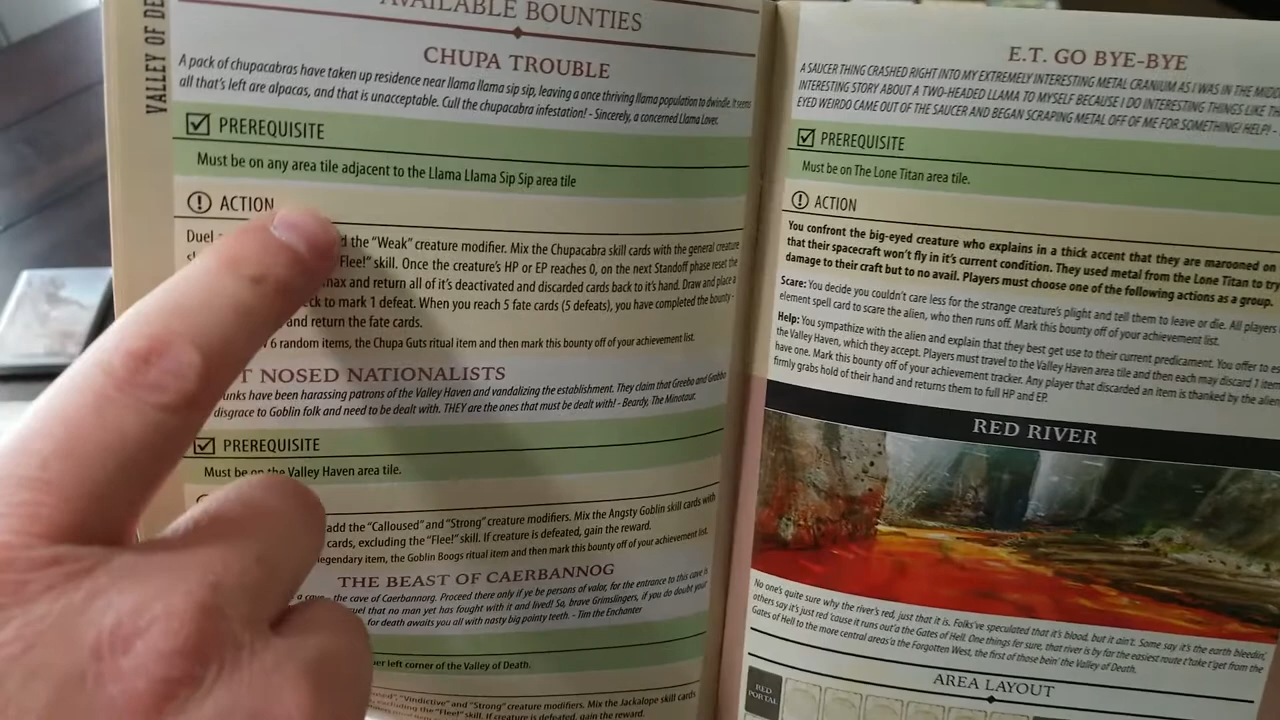 VALLEY OF DE
AVAILABLE BOUNTIES
CHUPA TROUBLE
A pack of chupacabras have taken up residence near llama llama sip sip, leaving a once thriving llama population to dwindle. It seems
all that's left are alpacas, and that is unacceptable. Cull the chupacabra infestation! - Sincerely, a concerned Llama Lover.
PREREQUISITE
Must be on any area tile adjacent to the Llama Llama Sip Sip area tile
ACTION
Duel
the "Weak" creature modifier. Mix the Chupacabra skill cards with the general creature
Flee!" skill. Once the creature's HP or EP reaches 0, on the next Standoff phase reset the
max and return all of it's deactivated and discarded cards back to it's hand. Draw and place a
ck to mark 1 defeat. When you reach 5 fate cards (5 defeats), you have completed the bounty -
and return the fate cards.
6 random items, the Chupa Guts ritual item and then mark this bounty off of your achievement list.
T NOSED NATIONALISTS
unks have been harassing patrons of the Valley Haven and vandalizing the establishment. They claim that Greebo and Grabbo
disgrace to Goblin folk and need to be dealt with. THEY are the ones that must be dealt with! - Beardy, The Minotaur.
PREREQUISITE
Must be on the Valley Haven area tile.
add the "Calloused" and "Strong" creature modifiers. Mix the Angsty Goblin skill cards with
cards, excluding the "Flee!" skill. If creature is defeated, gain the reward.
legendary item, the Goblin Boogs ritual item and then mark this bounty off of your achievement list.
THE BEAST OF CAERBANNOG
the cave of Caerbannog. Proceed there only if ye be persons of valor, for the entrance to this cave is
uel that no man yet has fought with it and lived! So, brave Grimslingers, if you do doubt your
for death awaits you all with nasty big pointy teeth. - Tim the Enchanter
er left corner of the Valley of Death.
"Vindictive" and "Strong" creature modifiers. Mix the Jackalope skill cards
excluding the "Flee!" skill. If creature is defeated, gain the reward.
E.T. GO BYE-BYE
A SAUCER THING CRASHED RIGHT INTO MY EXTREMELY INTERESTING METAL CRANIUM AS I WAS IN THE MIDD
INTERESTING STORY ABOUT A TWO-HEADED LLAMA TO MYSELF BECAUSE I DO INTERESTING THINGS LIKE TH
EYED WEIRDO CAME OUT OF THE SAUCER AND BEGAN SCRAPING METAL OFF OF ME FOR SOMETHING! HELP! -
PREREQUISITE
Must be on The Lone Titan area tile.
ACTION
You confront the big-eyed creature who explains in a thick accent that they are marooned on
that their spacecraft won't fly in it's current condition. They used metal from the Lone Titan to try
damage to their craft but to no avail. Players must choose one of the following actions as a group.
Scare: You decide you couldn't care less for the strange creature's plight and tell them to leave or die. All players
element spell card to scare the alien, who then runs off. Mark this bounty off of your achievement list.
Help: You sympathize with the alien and explain that they best get use to their current predicament. You offer to es
the Valley Haven, which they accept. Players must travel to the Valley Haven area tile and then each may discard 1 item
have one. Mark this bounty off of your achievement tracker. Any player that discarded an item is thanked by the alien
firmly grabs hold of their hand and returns them to full HP and EP.
RED RIVER
No one's quite sure why the river's red, just that it is. Folks've speculated that it's blood, but it ain't. Some say it's the earth bleedin',
others say it's just red 'cause it runs out'a the Gates of Hell. One things fer sure, that river is by far the easiest route t'take t'get from the
Gates of Hell to the more central areas'a the Forgotten West, the first of those bein' the Valley of Death.
AREA LAYOUT
RED
PORTAL